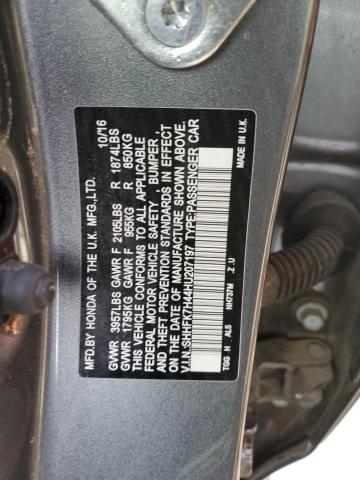 MFD.BY HONDA OF THE U.K. MFG.,LTD. 10/16
GVWR 3957LBS GAWR F 2105LBS R 1874LBS
GVWR 1795KG GAWR F 955KG R 850KG
THIS VEHICLE CONFORMS TO ALL APPLICABLE
FEDERAL MOTOR VEHICLE SAFETY , BUMPER ,
AND THEFT PREVENTION STANDARDS IN
EFFECT ON THE DATE OF MANUFACTURE SHOWN ABOVE.
V.I.N:SHHFK7H44HU207197 TYPE:PASSENGER CAR
NH737M Z U
TGG H AL5
MADE IN U.K.